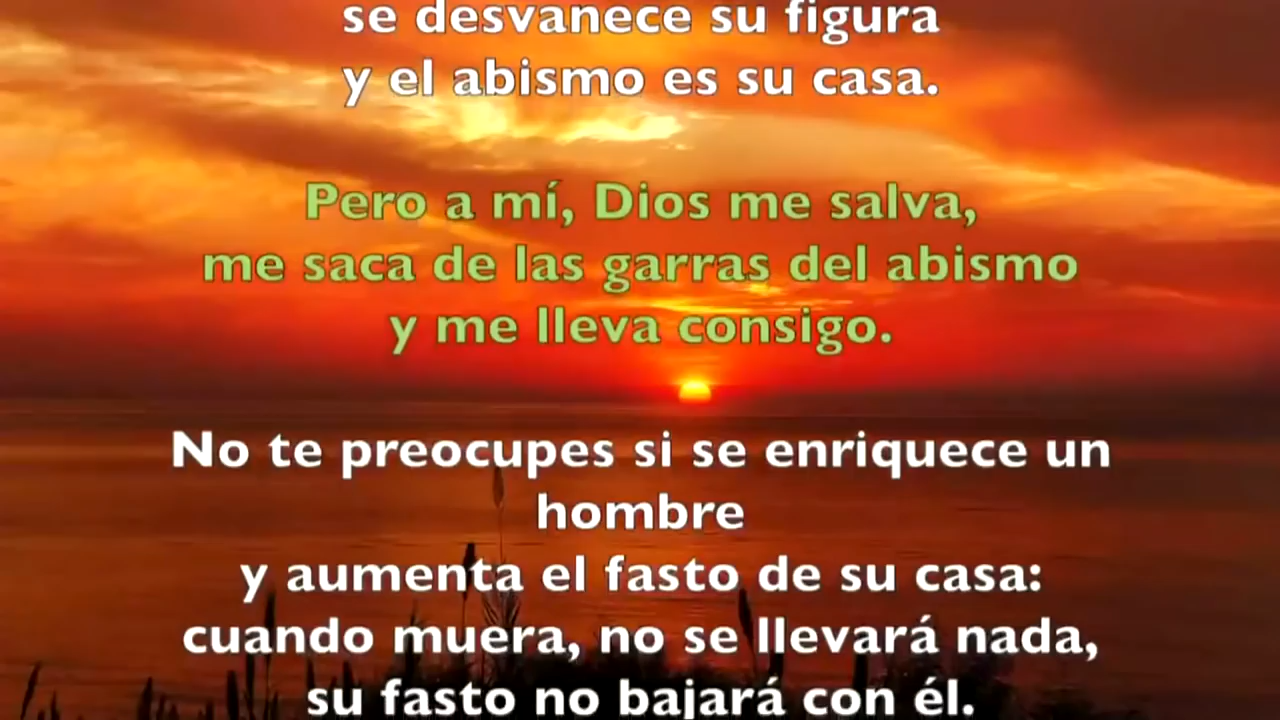 se desvanece su figura
y el abismo es su casa.
Pero a mí, Dios me salva,
me saca de las garras del abismo
y me lleva consigo.
No te preocupes si se enriquece un
hombre
y aumenta el fasto de su casa:
cuando muera, no se llevará nada,
su fasto no bajará con él.